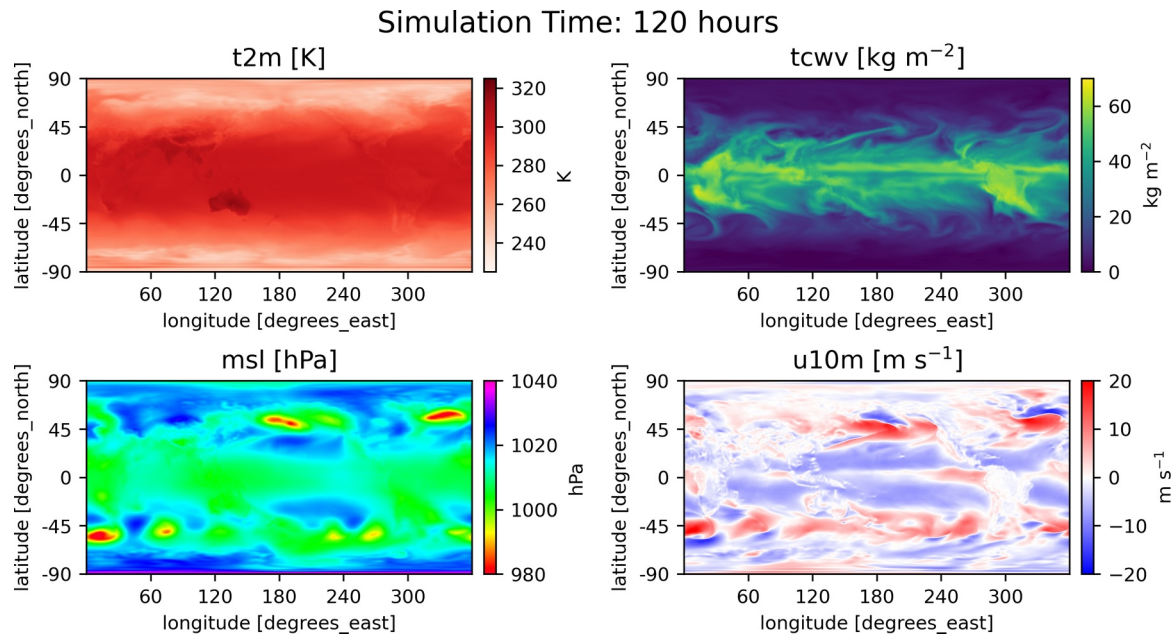 Simulation Time: 120 hours
t2m [K]
90
45
0
-45
-90
latitude [degrees_north]
60 120 180 240 300
longitude [degrees_east]
320
300
280
260
240
K
tcwv [kg m⁻²]
90
45
0
-45
-90
latitude [degrees_north]
60 120 180 240 300
longitude [degrees_east]
60
40
20
0
kg m⁻²
msl [hPa]
90
45
0
-45
-90
latitude [degrees_north]
60 120 180 240 300
longitude [degrees_east]
1040
1020
1000
980
hPa
u10m [m s⁻¹]
90
45
0
-45
-90
latitude [degrees_north]
60 120 180 240 300
longitude [degrees_east]
20
10
0
−10
−20
m s⁻¹